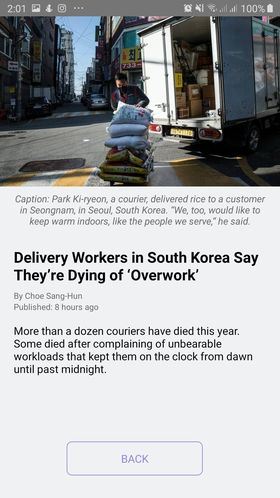 2:01 100%
733-
Caption: Park Ki-ryeon, a courier, delivered rice to a customer
in Seongnam, in Seoul, South Korea. “We, too, would like to
keep warm indoors, like the people we serve,” he said.
Delivery Workers in South Korea Say
They’re Dying of ‘Overwork’
By Choe Sang-Hun
Published: 8 hours ago
More than a dozen couriers have died this year.
Some died after complaining of unbearable
workloads that kept them on the clock from dawn
until past midnight.
BACK